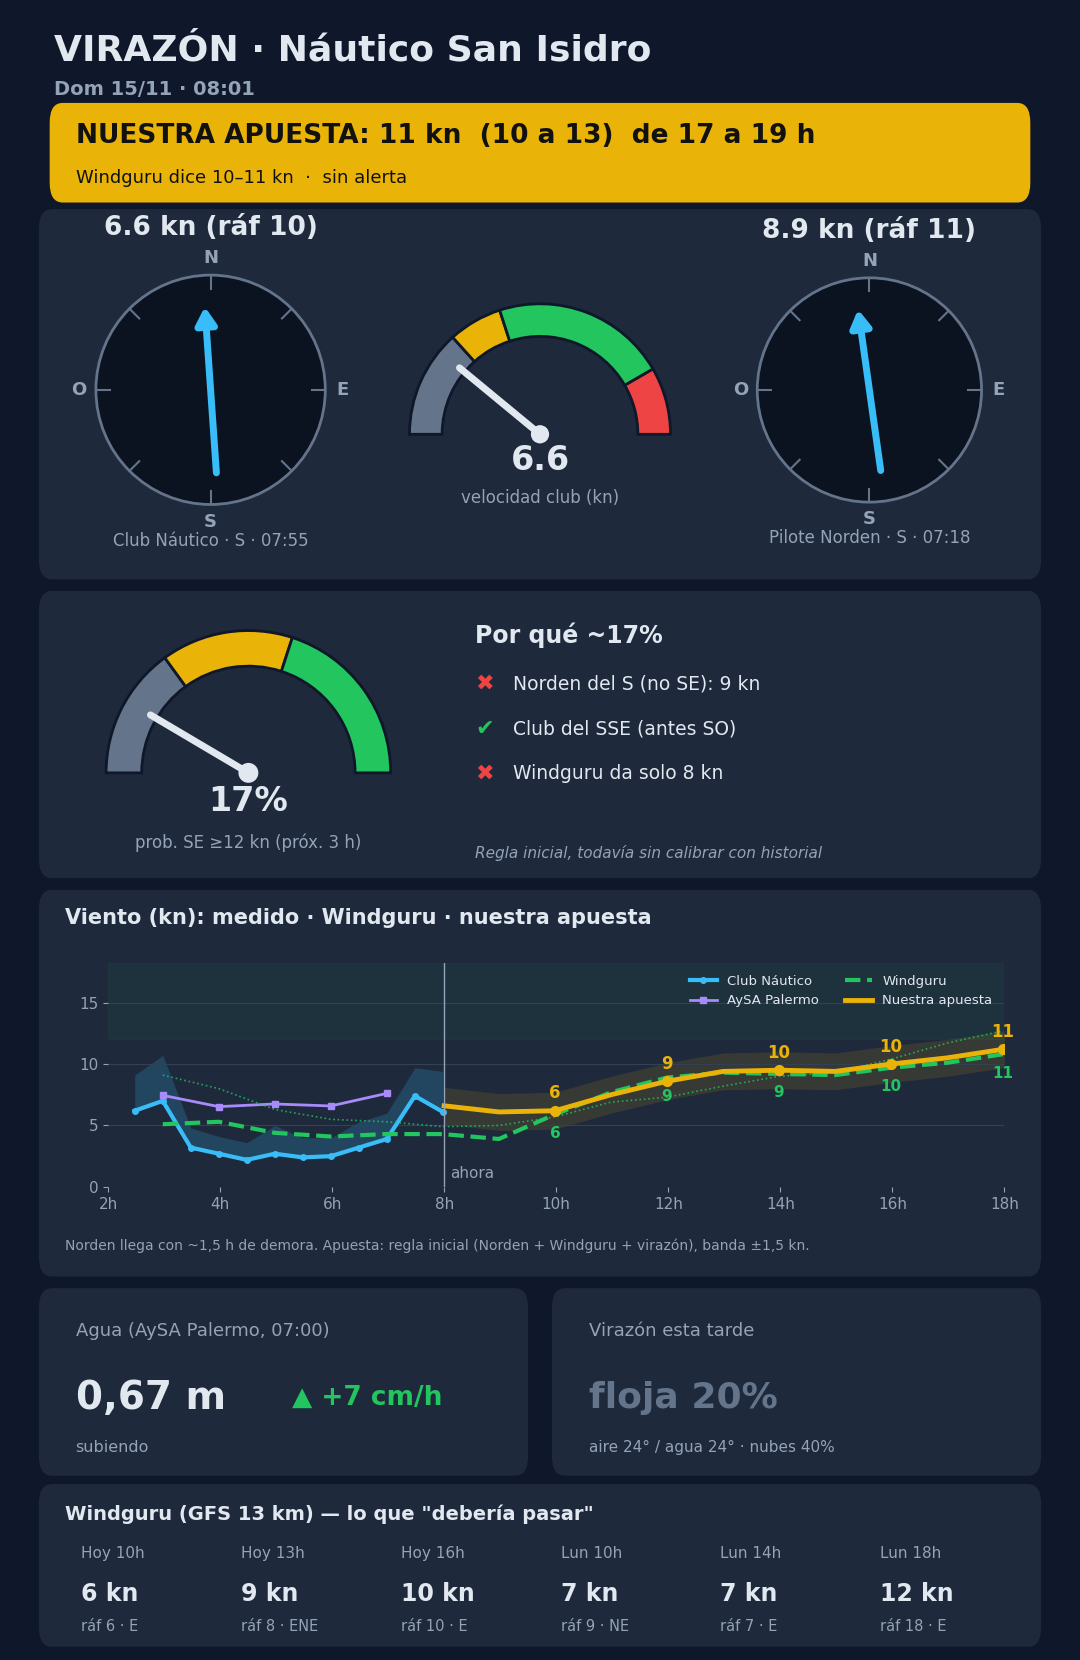 VIRAZÓN · Náutico San Isidro
Dom 15/11 · 08:01
NUESTRA APUESTA: 11 kn (10 a 13) de 17 a 19 h
Windguru dice 10–11 kn · sin alerta
6.6 kn (ráf 10)
N
O
E
S
Club Náutico · S · 07:55
6.6
velocidad club (kn)
8.9 kn (ráf 11)
N
O
E
S
Pilote Norden · S · 07:18
17%
prob. SE ≥12 kn (próx. 3 h)
Por qué ~17%
✖ Norden del S (no SE): 9 kn
✔ Club del SSE (antes SO)
✖ Windguru da solo 8 kn
Regla inicial, todavía sin calibrar con historial
Viento (kn): medido · Windguru · nuestra apuesta
Club Náutico
AySA Palermo
Windguru
Nuestra apuesta
15
10
5
0
6
9
10
10
11
6
9
9
10
11
ahora
2h
4h
6h
8h
10h
12h
14h
16h
18h
Norden llega con ~1,5 h de demora. Apuesta: regla inicial (Norden + Windguru + virazón), banda ±1,5 kn.
Agua (AySA Palermo, 07:00)
0,67 m ▲ +7 cm/h
subiendo
Virazón esta tarde
floja 20%
aire 24° / agua 24° · nubes 40%
Windguru (GFS 13 km) — lo que "debería pasar"
Hoy 10h Hoy 13h Hoy 16h Lun 10h Lun 14h Lun 18h
6 kn 9 kn 10 kn 7 kn 7 kn 12 kn
ráf 6 · E ráf 8 · ENE ráf 10 · E ráf 9 · NE ráf 7 · E ráf 18 · E